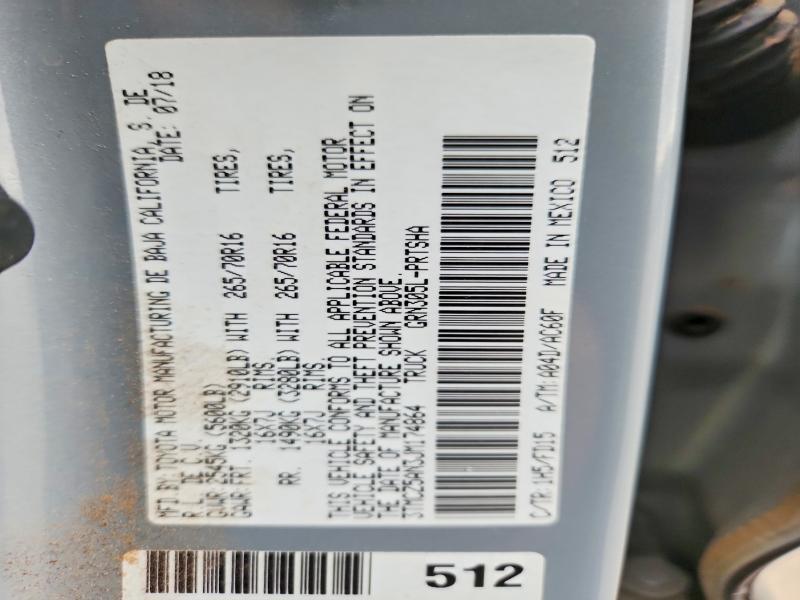 MFD.BY:TOYOTA MOTOR MANUFACTURING DE BAJA CALIFORNIA, S. DE
R.L. DE C.V. DATE: 07/18
GVWR 2545KG (5600LB)
GAWR FRT. 1320KG (2910LB) WITH 265/70R16 TIRES,
16X7J RIMS,
RR. 1490KG (3280LB) WITH 265/70R16 TIRES,
16X7J RIMS.
THIS VEHICLE CONFORMS TO ALL APPLICABLE FEDERAL MOTOR
VEHICLE SAFETY AND THEFT PREVENTION STANDARDS IN EFFECT ON
THE DATE OF MANUFACTURE SHOWN ABOVE.
TRUCK GRN305L-PRTSHA
C/TR:1H5/FD15 A/TM:A04D/AC60F MADE IN MEXICO 512
512